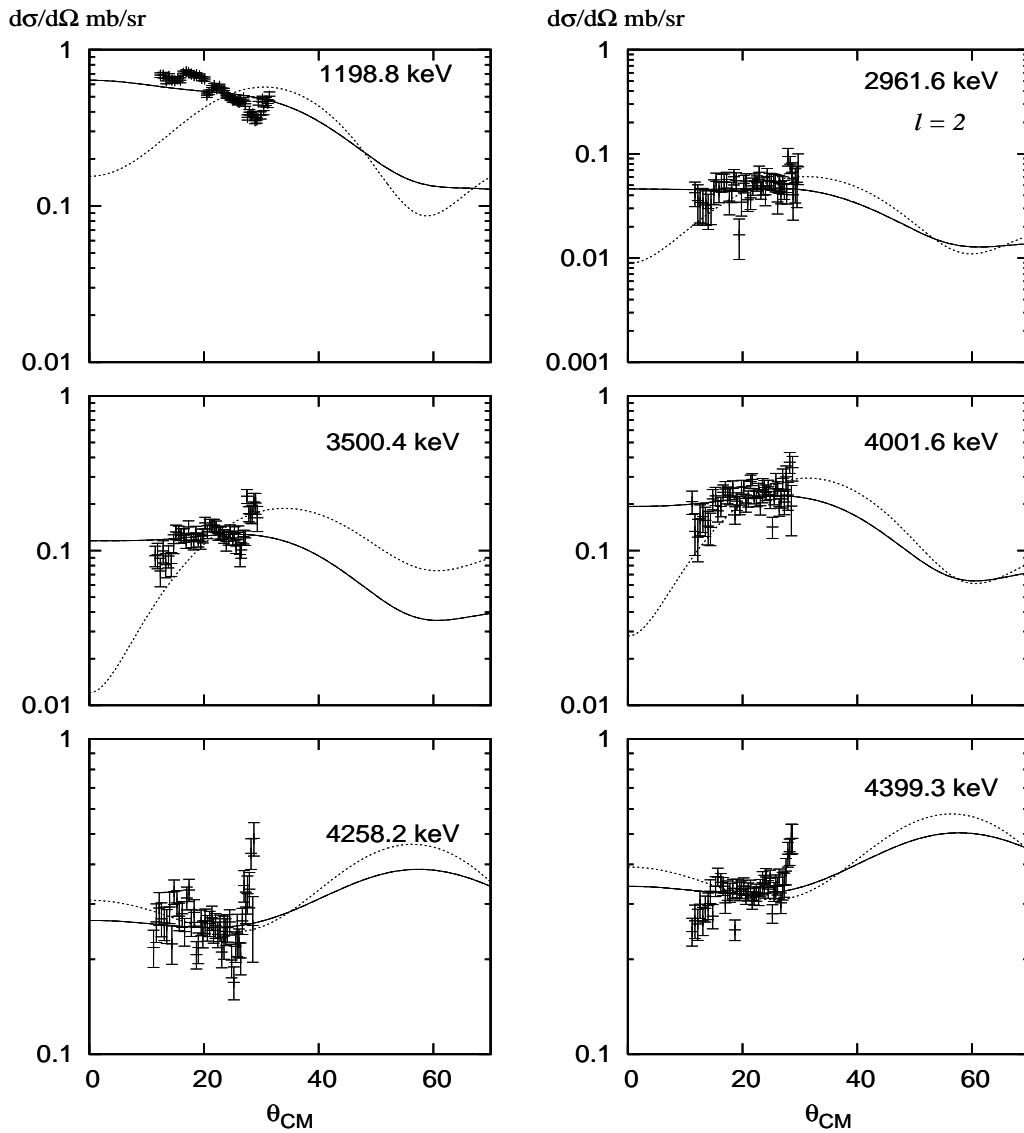 dσ/dΩ mb/sr
dσ/dΩ mb/sr
1
0.1
0.01
1198.8 keV
1
0.1
0.01
0.001
2961.6 keV
l = 2
1
0.1
0.01
3500.4 keV
1
0.1
0.01
4001.6 keV
1
0.1
4258.2 keV
0 20 40 60
θCM
1
0.1
4399.3 keV
0 20 40 60
θCM